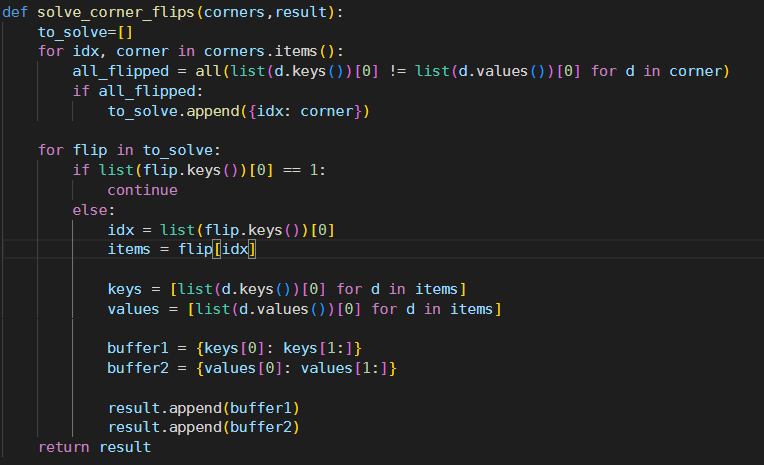 def solve_corner_flips(corners,result):
    to_solve=[]
    for idx, corner in corners.items():
        all_flipped = all(list(d.keys())[0] != list(d.values())[0] for d in corner)
        if all_flipped:
            to_solve.append({idx: corner})
    for flip in to_solve:
        if list(flip.keys())[0] == 1:
            continue
        else:
            idx = list(flip.keys())[0]
            items = flip[idx]
            keys = [list(d.keys())[0] for d in items]
            values = [list(d.values())[0] for d in items]
            buffer1 = {keys[0]: keys[1:]}
            buffer2 = {values[0]: values[1:]}
            result.append(buffer1)
            result.append(buffer2)
    return result